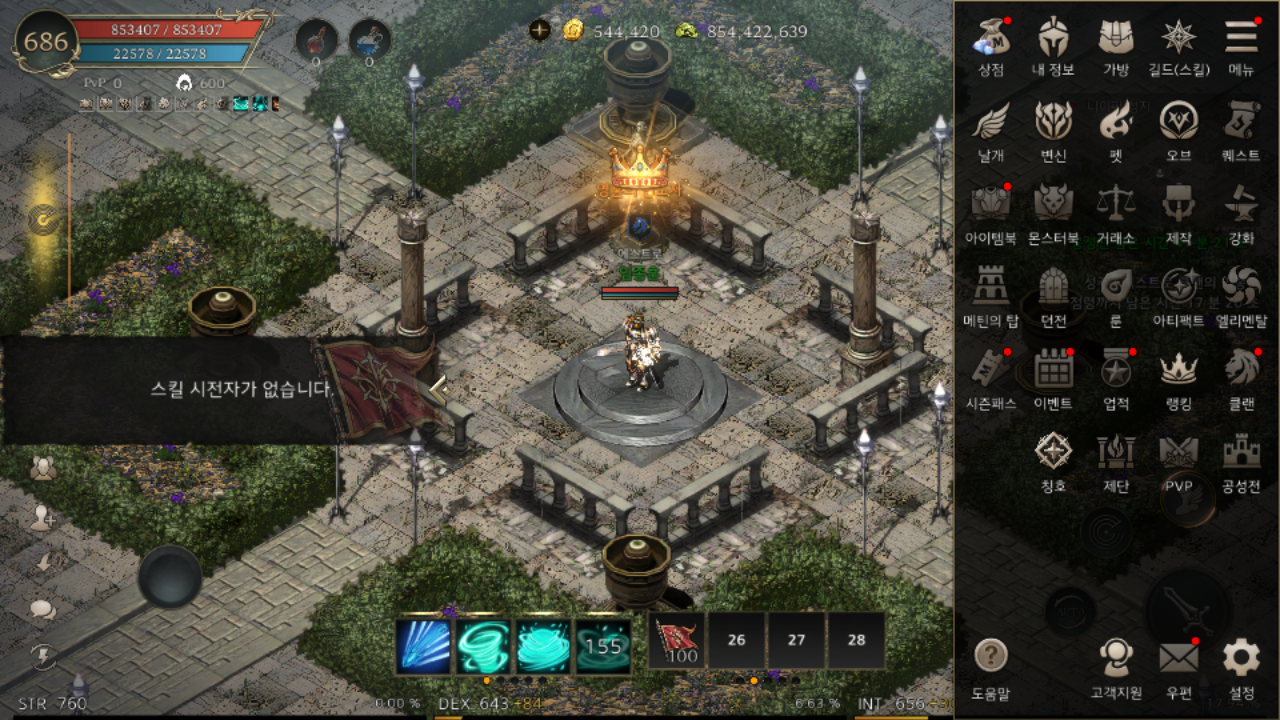 686
853407 / 853407
22578 / 22578
PvP 0
600
0
0
544,420
854,422,639
상점
내 정보
가방
길드(스킬)
메뉴
날개
변신
펫
오브
퀘스트
아이템북
몬스터북
거래소
제작
강화
메틴의 탑
던전
룬
아티팩트
엘리멘탈
스킬 시전자가 없습니다.
시즌패스
이벤트
업적
랭킹
클랜
칭호
제단
PVP
공성전
155
100
26
27
28
도움말
고객지원
우편
설정
STR 760
0.00 %
DEX 643+84
6.63 %
INT 656